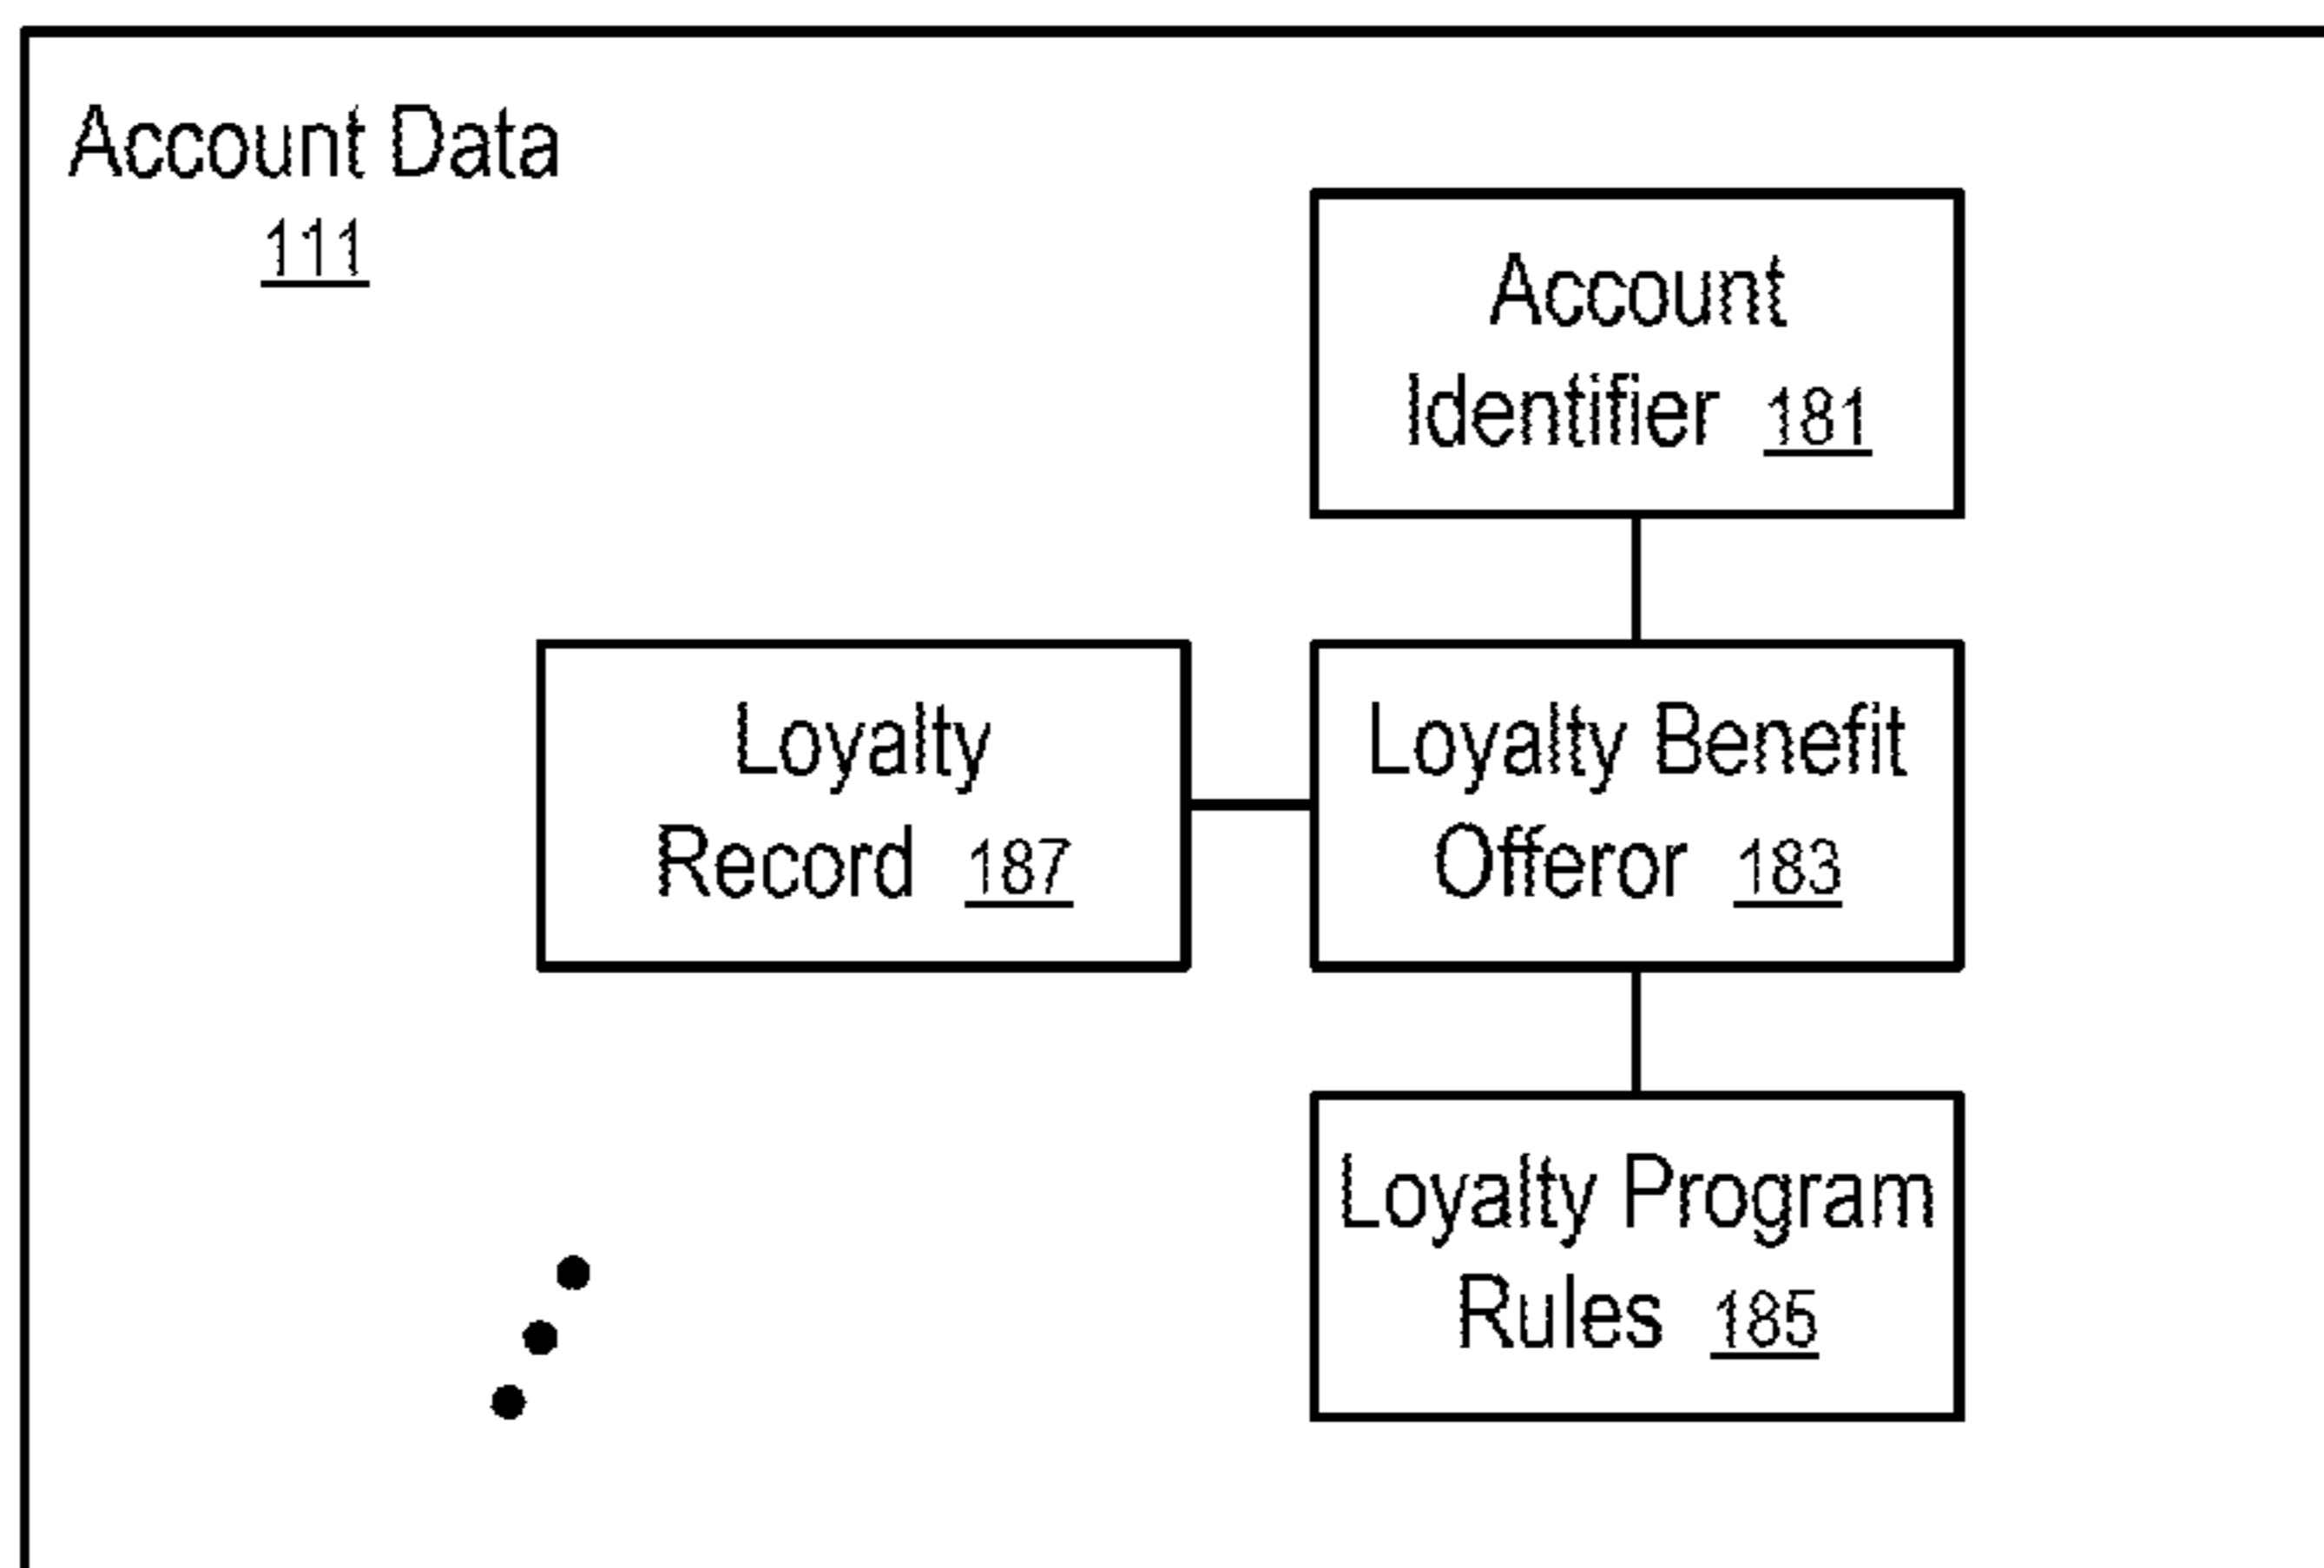 Account Data
111
Account
Identifier 181
Loyalty
Record 187
Loyalty Benefit
Offeror 183
Loyalty Program
Rules 185